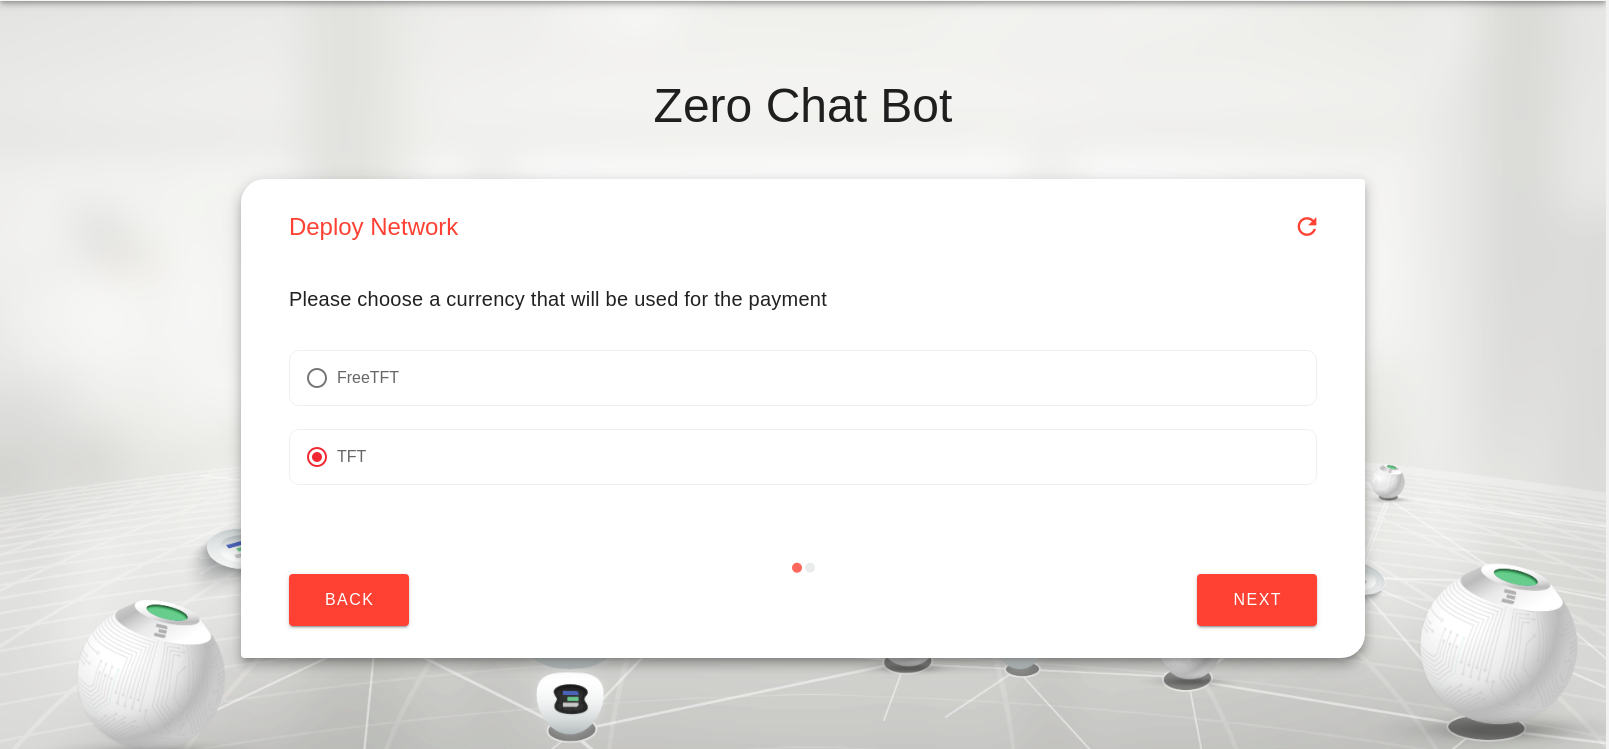 Zero Chat Bot
Deploy Network
Please choose a currency that will be used for the payment
FreeTFT
TFT
BACK
NEXT